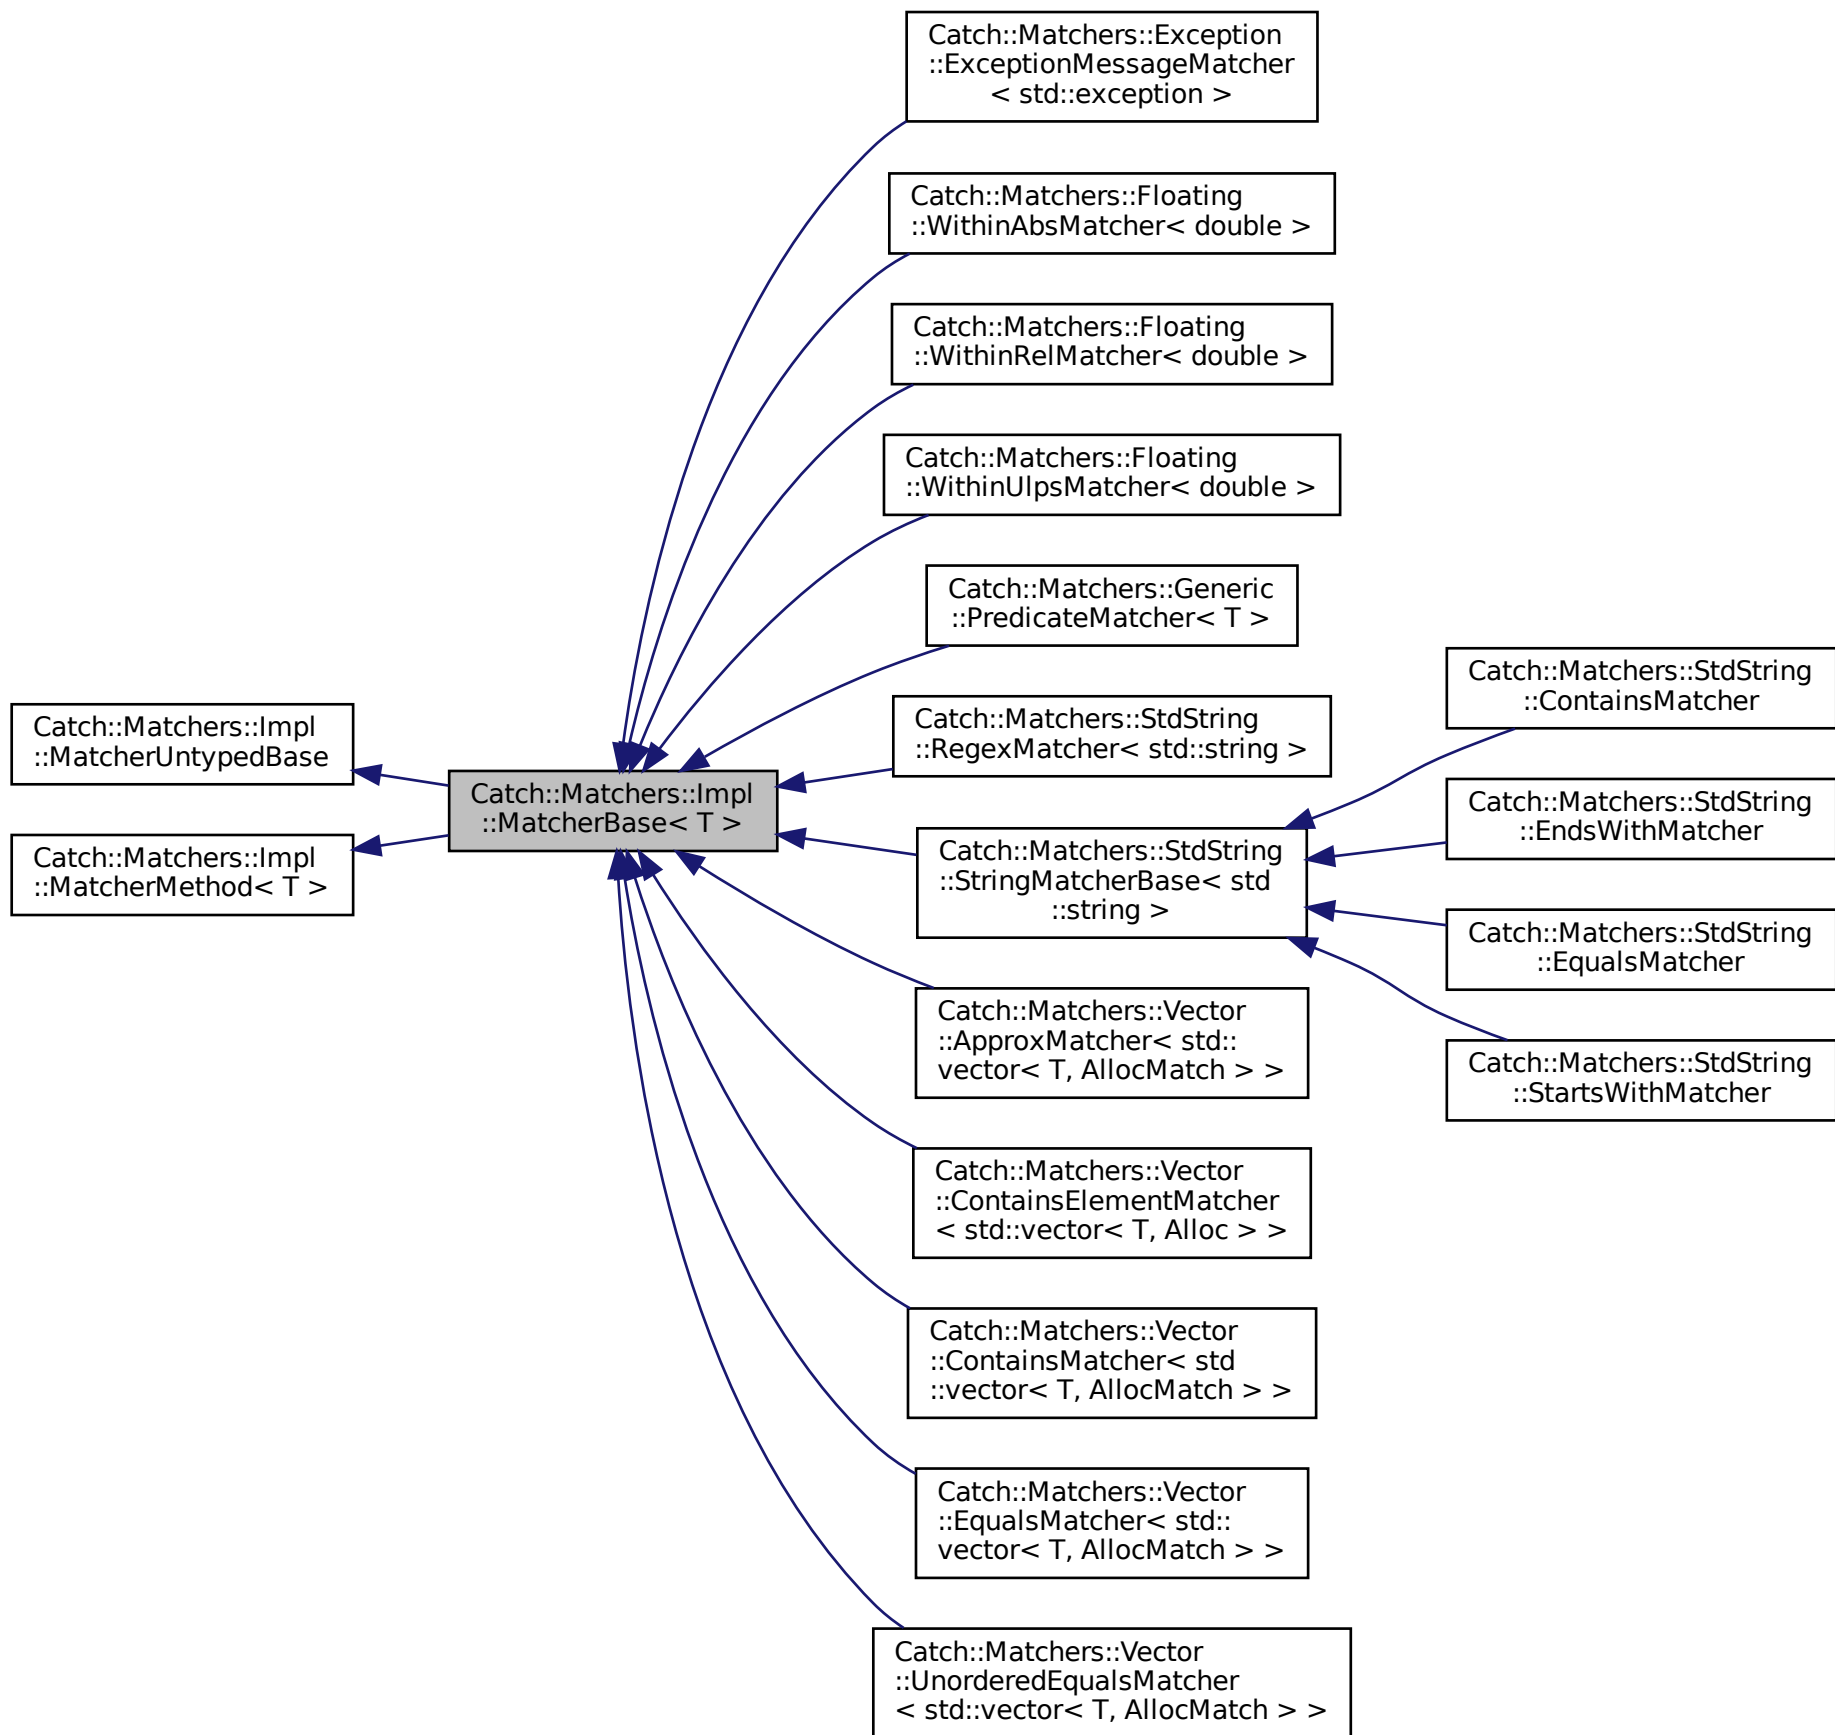 Catch::Matchers::Impl
::MatcherUntypedBase
Catch::Matchers::Impl
::MatcherMethod< T >
Catch::Matchers::Impl
::MatcherBase< T >
Catch::Matchers::Exception
::ExceptionMessageMatcher
< std::exception >
Catch::Matchers::Floating
::WithinAbsMatcher< double >
Catch::Matchers::Floating
::WithinRelMatcher< double >
Catch::Matchers::Floating
::WithinUlpsMatcher< double >
Catch::Matchers::Generic
::PredicateMatcher< T >
Catch::Matchers::StdString
::RegexMatcher< std::string >
Catch::Matchers::StdString
::StringMatcherBase< std
::string >
Catch::Matchers::Vector
::ApproxMatcher< std::
vector< T, AllocMatch > >
Catch::Matchers::Vector
::ContainsElementMatcher
< std::vector< T, Alloc > >
Catch::Matchers::Vector
::ContainsMatcher< std
::vector< T, AllocMatch > >
Catch::Matchers::Vector
::EqualsMatcher< std::
vector< T, AllocMatch > >
Catch::Matchers::Vector
::UnorderedEqualsMatcher
< std::vector< T, AllocMatch > >
Catch::Matchers::StdString
::ContainsMatcher
Catch::Matchers::StdString
::EndsWithMatcher
Catch::Matchers::StdString
::EqualsMatcher
Catch::Matchers::StdString
::StartsWithMatcher